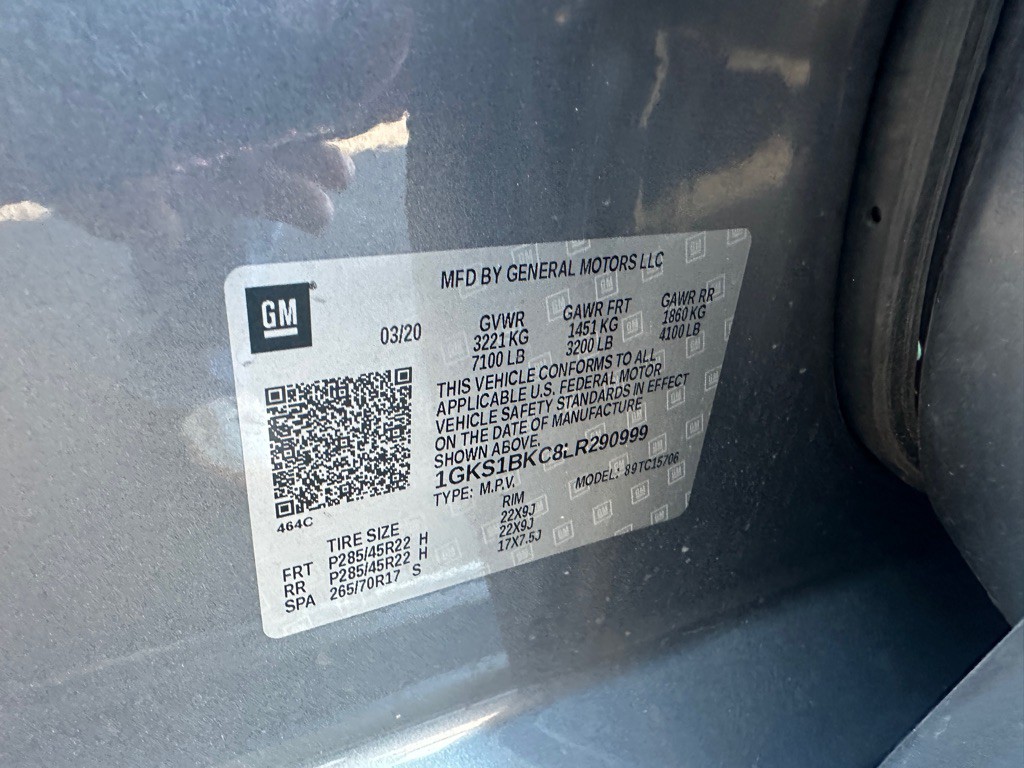 MFD BY GENERAL MOTORS LLC
GM
03/20
GVWR GAWR FRT GAWR RR
3221 KG 1451 KG 1860 KG
7100 LB 3200 LB 4100 LB
THIS VEHICLE CONFORMS TO ALL
APPLICABLE U.S. FEDERAL MOTOR
VEHICLE SAFETY STANDARDS IN EFFECT
ON THE DATE OF MANUFACTURE
SHOWN ABOVE.
1GKS1BKC8LR290999
TYPE: M.P.V. MODEL: 89TC15706
464C
TIRE SIZE RIM
FRT P285/45R22 H 22X9J
RR P285/45R22 H 22X9J
SPA 265/70R17 S 17X7.5J